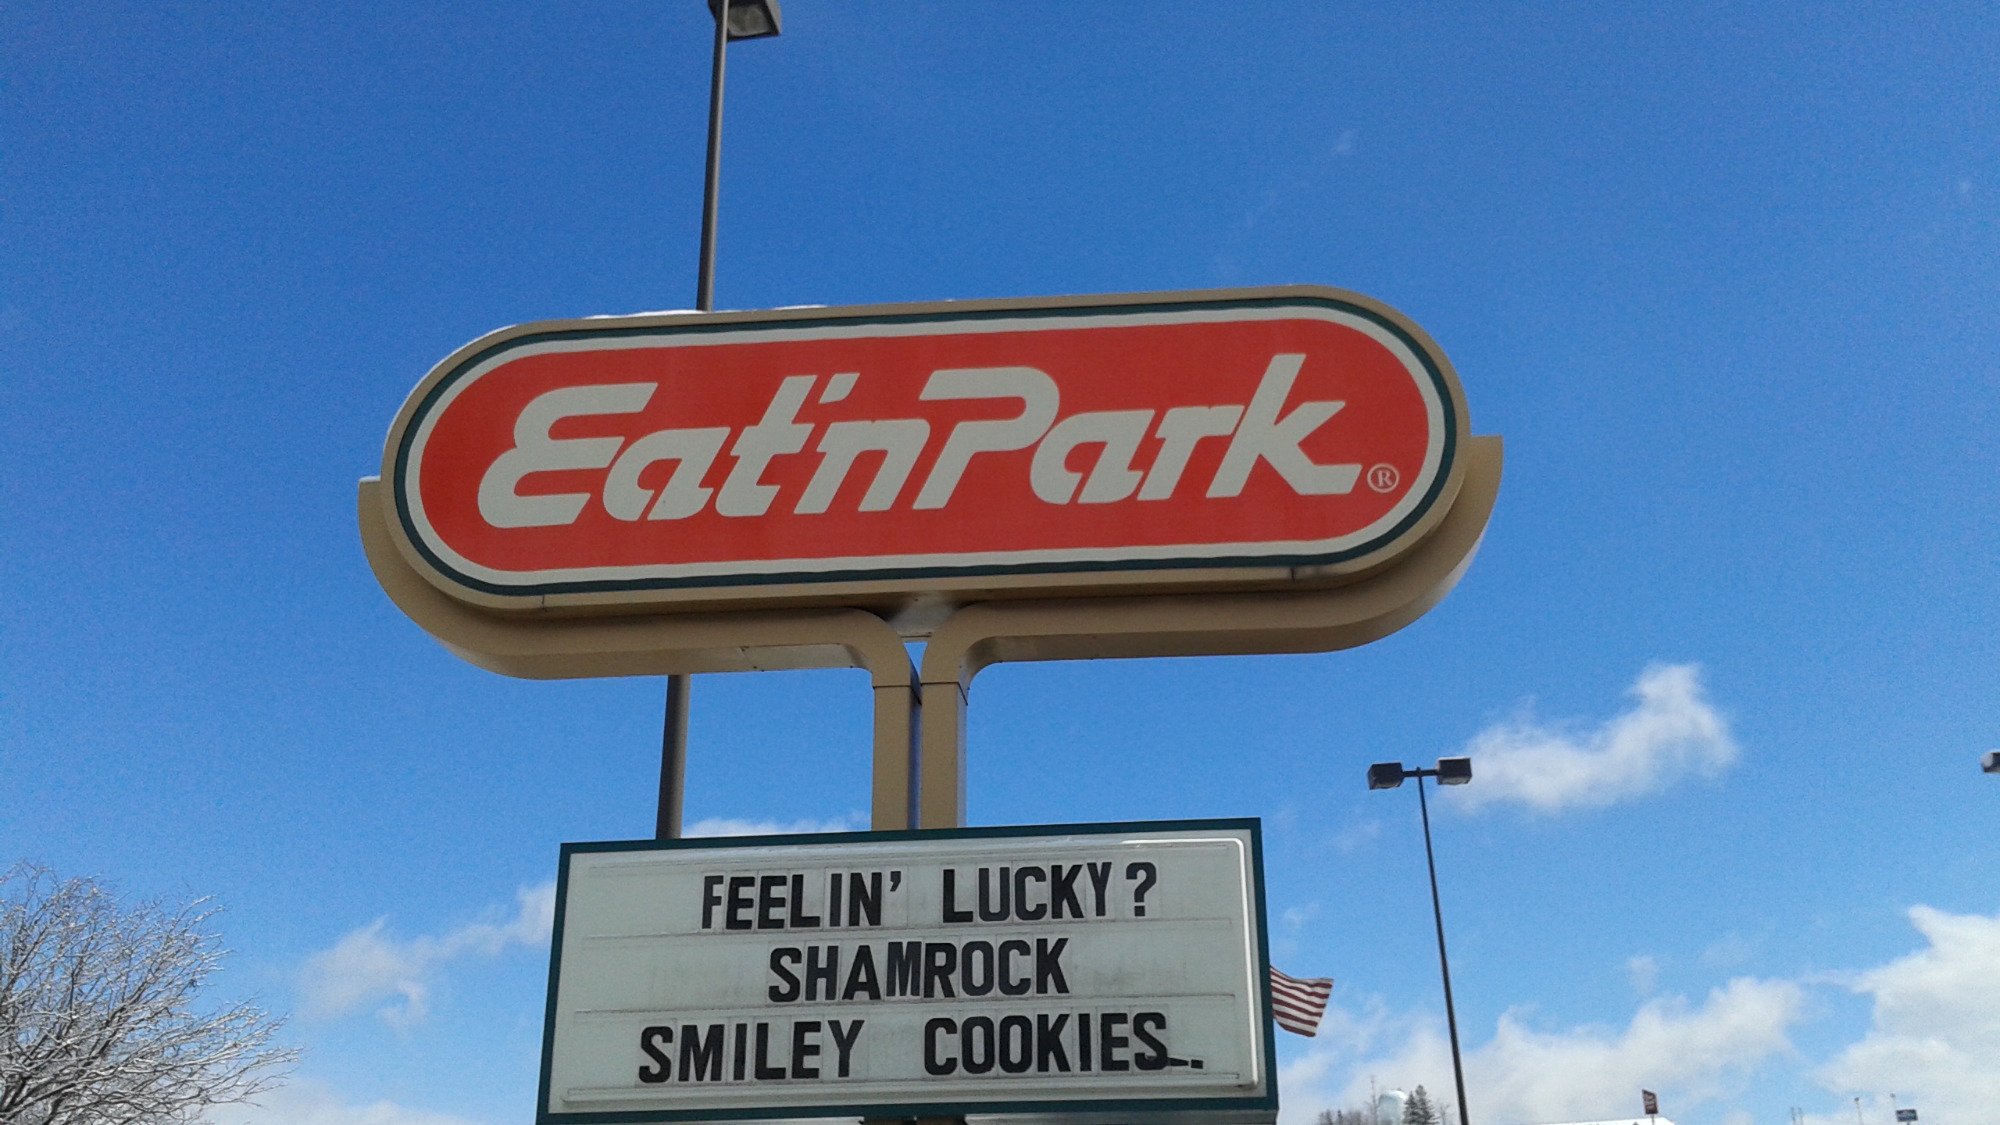 Eat'nPark®
FEELIN' LUCKY?
SHAMROCK
SMILEY COOKIES...